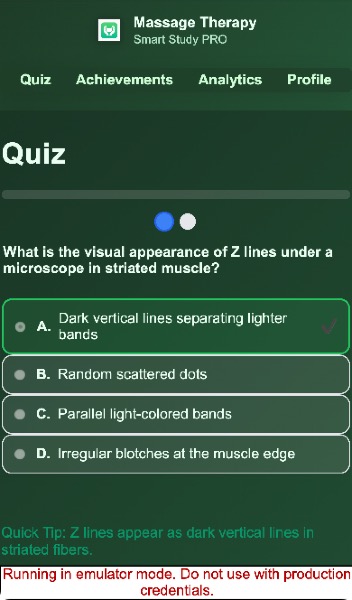 Massage Therapy
Smart Study PRO
Quiz Achievements Analytics Profile
Quiz
What is the visual appearance of Z lines under a
microscope in striated muscle?
A. Dark vertical lines separating lighter
bands
B. Random scattered dots
C. Parallel light-colored bands
D. Irregular blotches at the muscle edge
Quick Tip: Z lines appear as dark vertical lines in
striated fibers.
Running in emulator mode. Do not use with production
credentials.